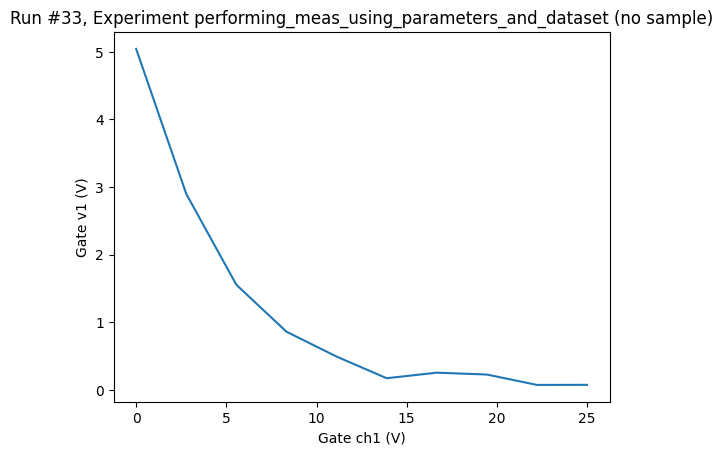 Run #33, Experiment performing_meas_using_parameters_and_dataset (no sample)
5
4
3
2
1
0
Gate v1 (V)
0 5 10 15 20 25
Gate ch1 (V)